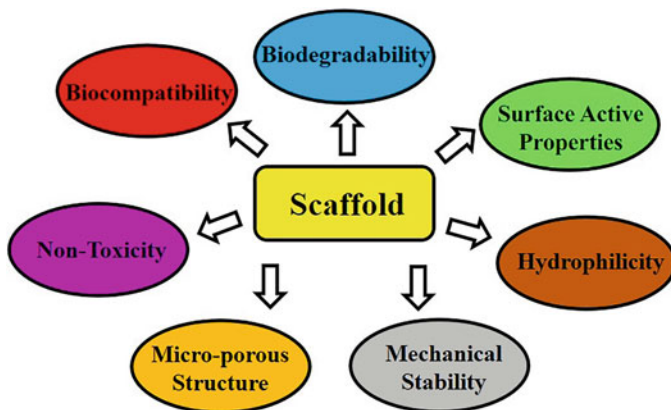 Biodegradability
Biocompatibility
Surface Active
Properties
Scaffold
Non-Toxicity
Hydrophilicity
Micro-porous
Structure
Mechanical
Stability